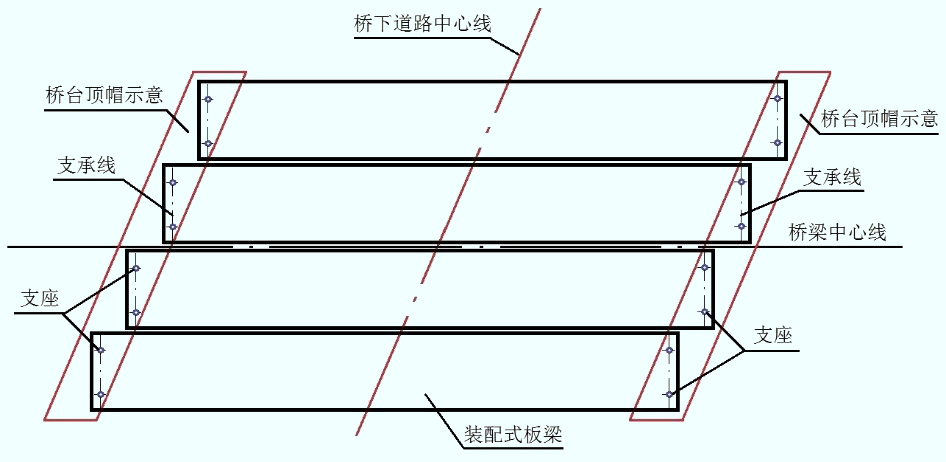 桥下道路中心线
桥台顶帽示意
桥台顶帽示意
支承线
支承线
桥梁中心线
支座
支座
装配式板梁